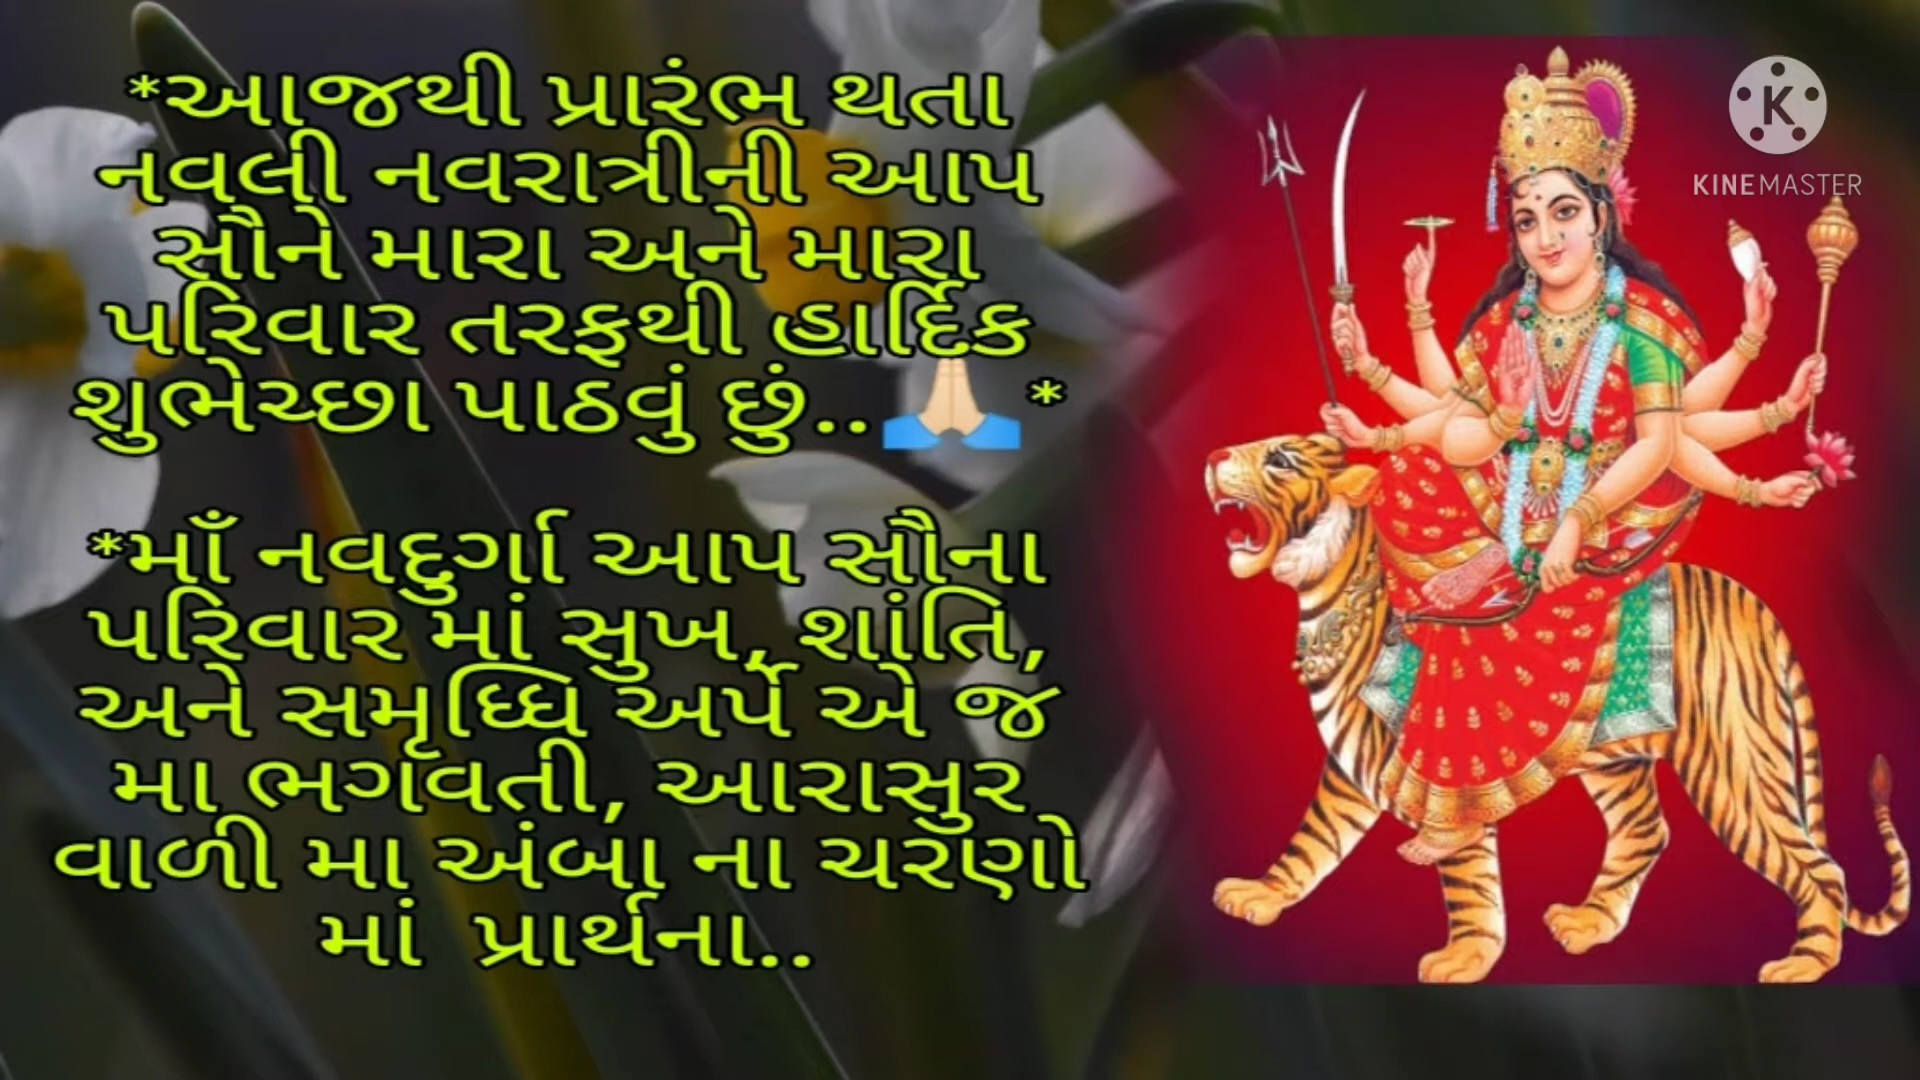 *આજથી પ્રારંભ થતા
નવલી નવરાત્રીની આપ
સૌને મારા અને મારા
પરિવાર તરફથી હાર્દિક
શુભેચ્છા પાઠવું છું..🙏🏻*
*માઁ નવદુર્ગા આપ સૌના
પરિવાર માં સુખ, શાંતિ,
અને સમૃધ્ધિ અર્પે એ જ
મા ભગવતી, આરાસુર
વાળી મા અંબા ના ચરણો
માં પ્રાર્થના..
K
KINEMASTER